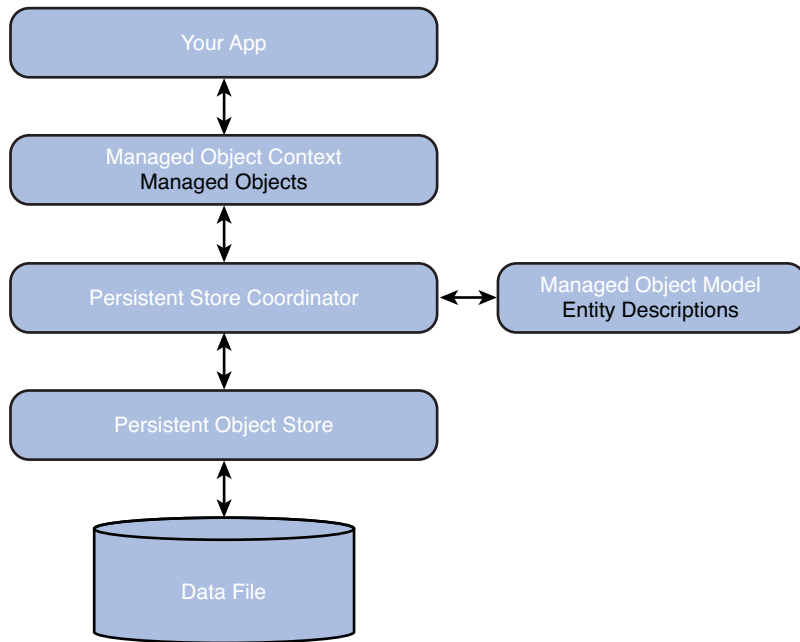 Your App
Managed Object Context
Managed Objects
Persistent Store Coordinator
Managed Object Model
Entity Descriptions
Persistent Object Store
Data File